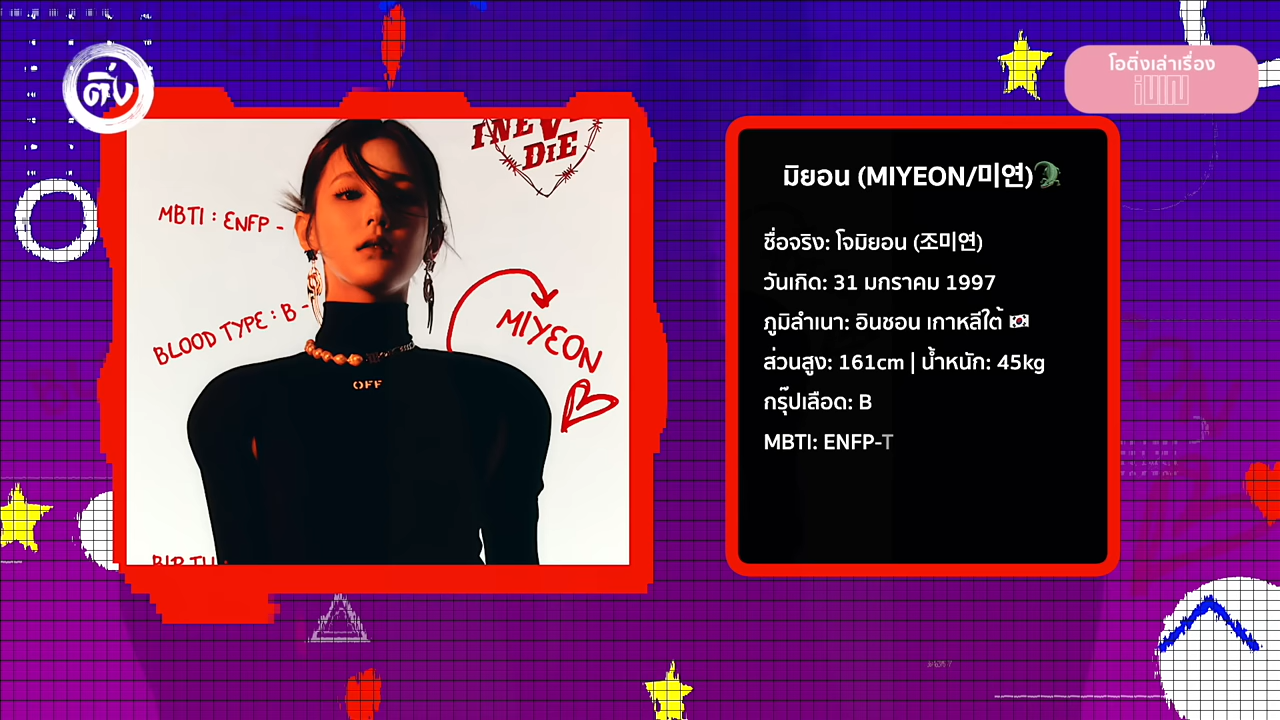 ติ่ง
โอติ่งเล่าเรื่อง
I NEV
DIE
MBTI : ENFP -
BLOOD TYPE : B -
MIYEON
OFF
มิยอน (MIYEON/미연)🐊
ชื่อจริง: โจมิยอน (조미연)
วันเกิด: 31 มกราคม 1997
ภูมิลำเนา: อินชอน เกาหลีใต้ 🇰🇷
ส่วนสูง: 161cm | น้ำหนัก: 45kg
กรุ๊ปเลือด: B
MBTI: ENFP-T